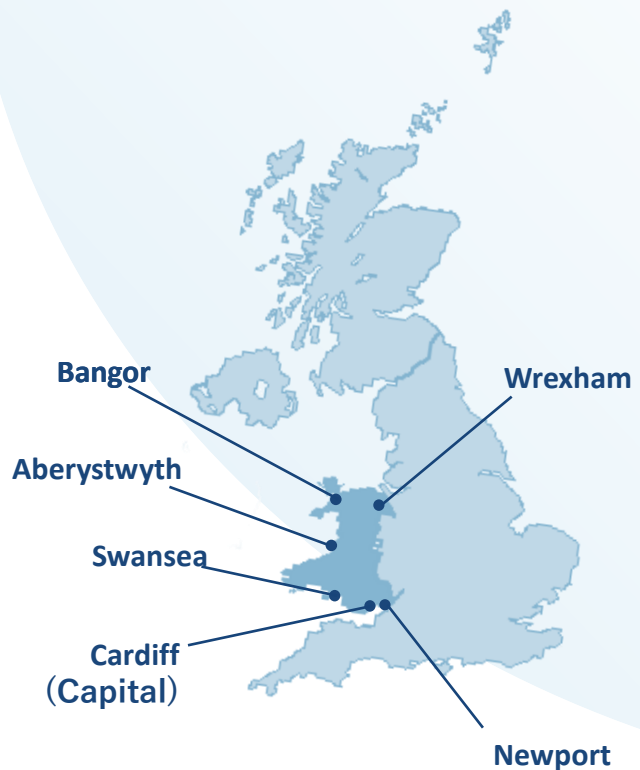 Bangor
Wrexham
Aberystwyth
Swansea
Cardiff
（Capital）
Newport